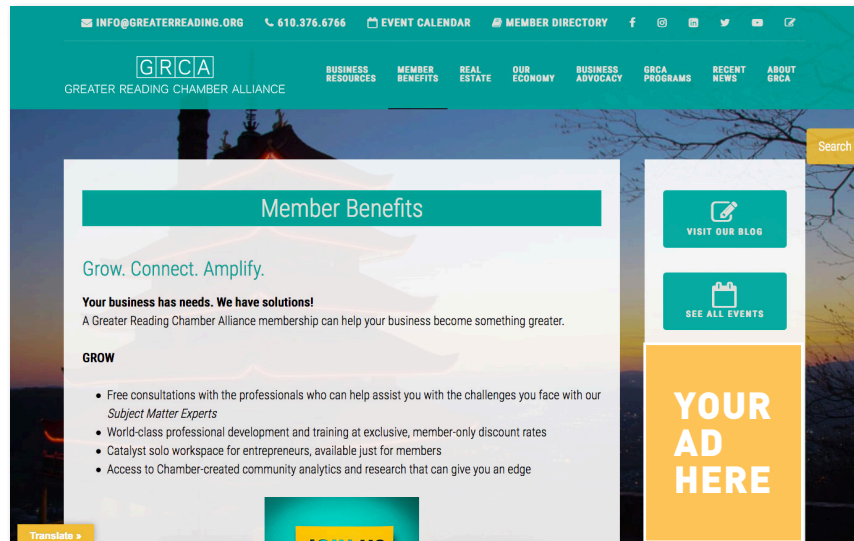 INFO@GREATERREADING.ORG 610.376.6766 EVENT CALENDAR MEMBER DIRECTORY
GRCA
GREATER READING CHAMBER ALLIANCE
BUSINESS RESOURCES MEMBER BENEFITS REAL ESTATE OUR ECONOMY BUSINESS ADVOCACY GRCA PROGRAMS RECENT NEWS ABOUT GRCA
Search
Member Benefits
Grow. Connect. Amplify.
Your business has needs. We have solutions!
A Greater Reading Chamber Alliance membership can help your business become something greater.
GROW
Free consultations with the professionals who can help assist you with the challenges you face with our
Subject Matter Experts
World-class professional development and training at exclusive, member-only discount rates
Catalyst solo workspace for entrepreneurs, available just for members
Access to Chamber-created community analytics and research that can give you an edge
VISIT OUR BLOG
SEE ALL EVENTS
YOUR
AD
HERE
Translate »